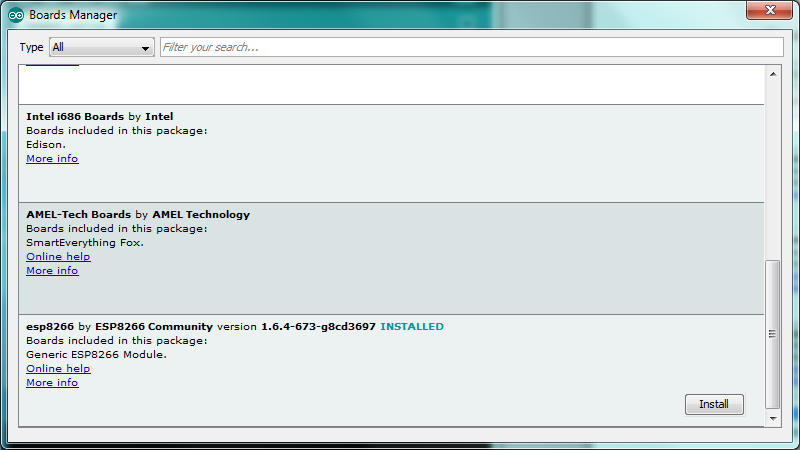 Boards Manager
Type All Filter your search...
Intel i686 Boards by Intel
Boards included in this package:
Edison.
More info
AMEL-Tech Boards by AMEL Technology
Boards included in this package:
SmartEverything Fox.
Online help
More info
esp8266 by ESP8266 Community version 1.6.4-673-g8cd3697 INSTALLED
Boards included in this package:
Generic ESP8266 Module.
Online help
More info
Install